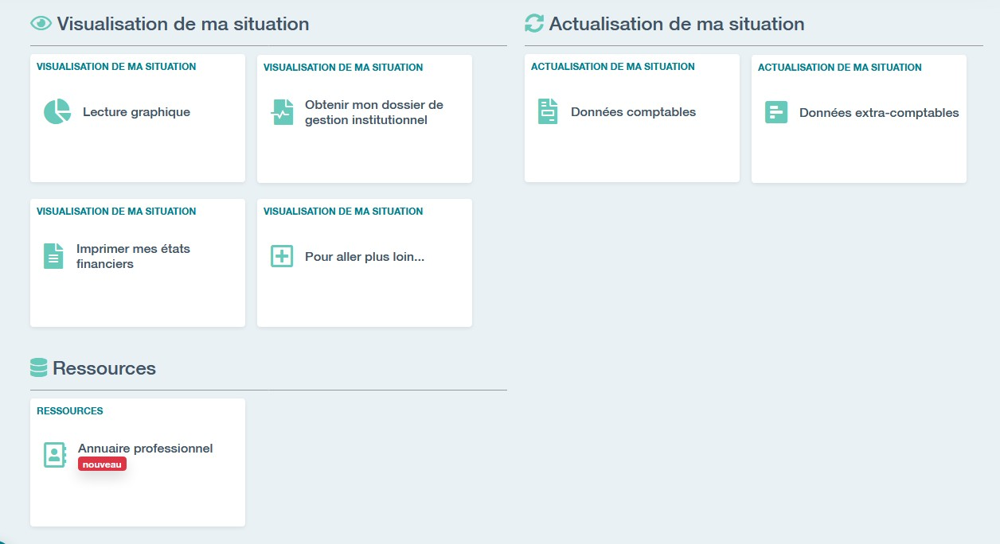 Visualisation de ma situation
VISUALISATION DE MA SITUATION
Lecture graphique
VISUALISATION DE MA SITUATION
Obtenir mon dossier de
gestion institutionnel
VISUALISATION DE MA SITUATION
Imprimer mes états
financiers
VISUALISATION DE MA SITUATION
Pour aller plus loin...
Actualisation de ma situation
ACTUALISATION DE MA SITUATION
Données comptables
ACTUALISATION DE MA SITUATION
Données extra-comptables
Ressources
RESSOURCES
Annuaire professionnel
nouveau